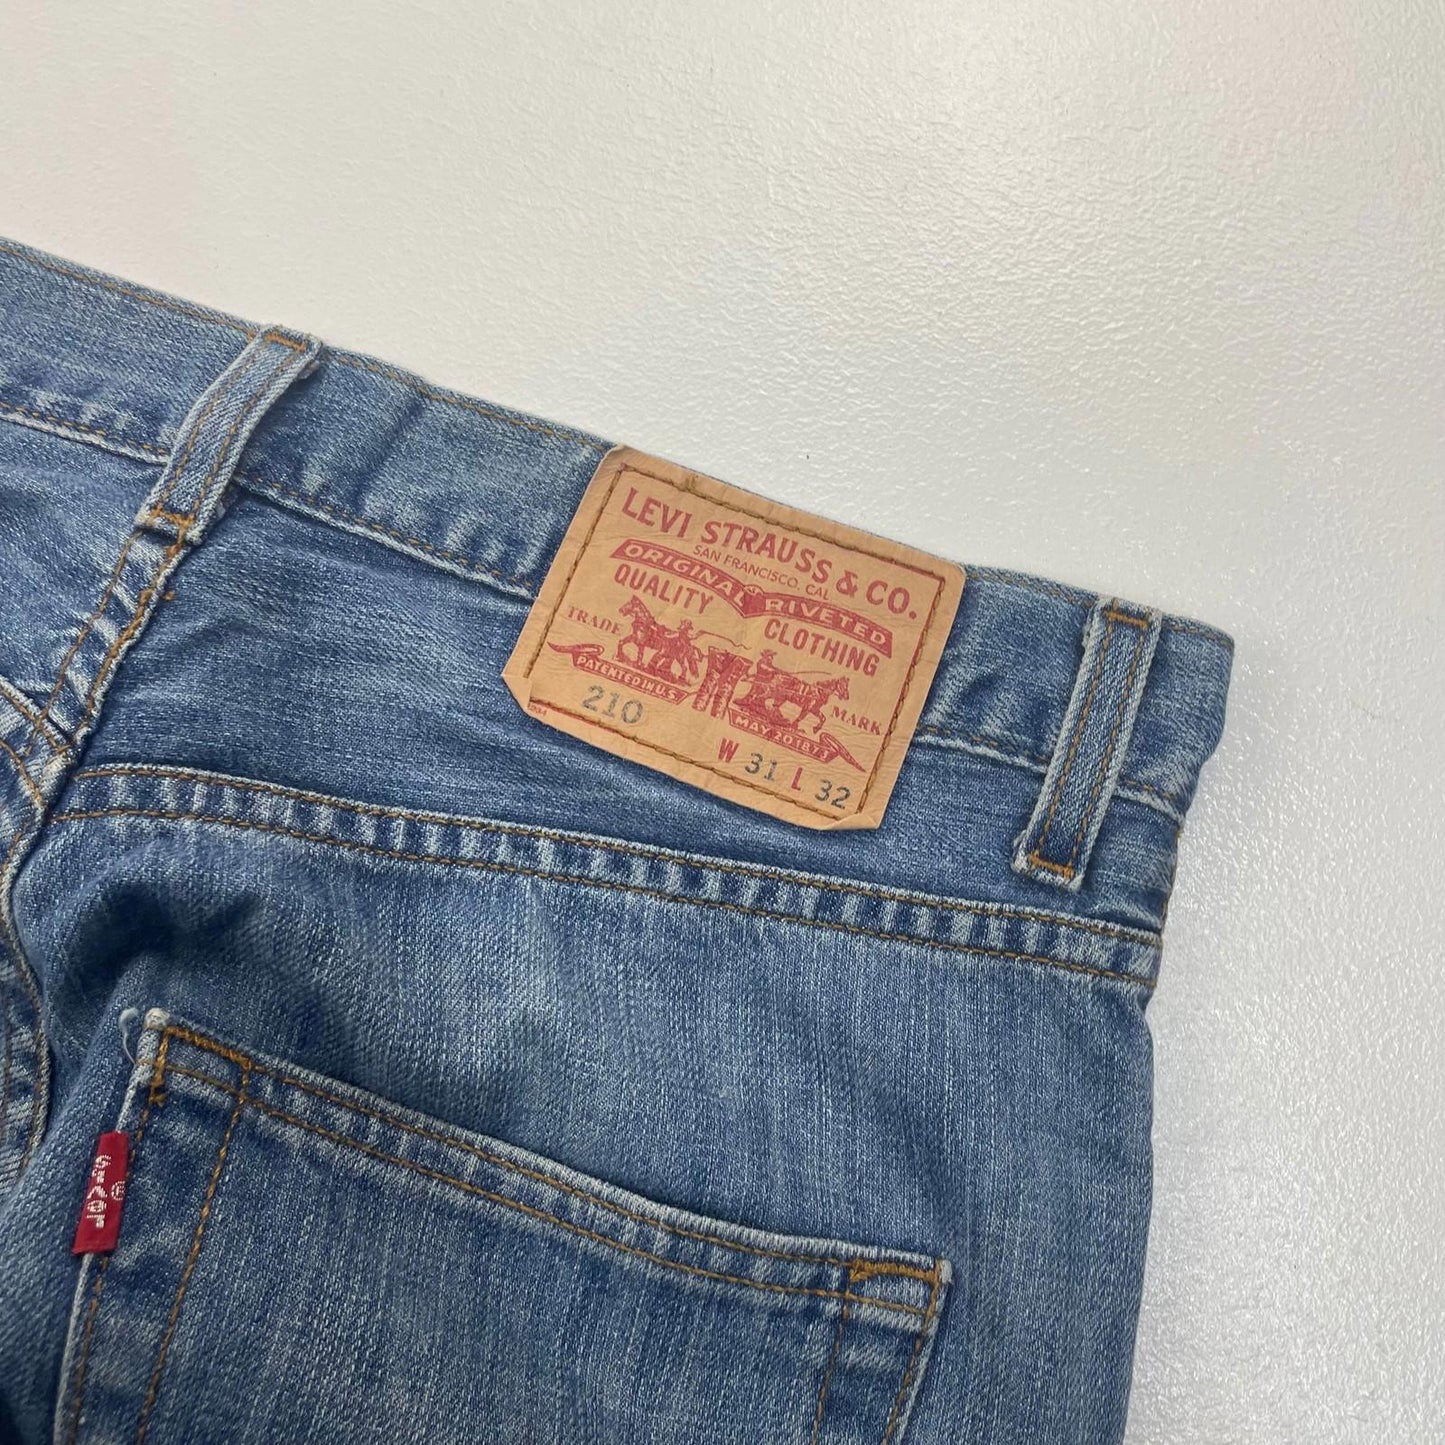 LEVI STRAUSS & CO.
SAN FRANCISCO. CAL
ORIGINAL RIVETED
QUALITY CLOTHING
TRADE MARK
PATENTED IN U.S. MAY 20 1873
210
W 31 L 32
LEVI'S ®